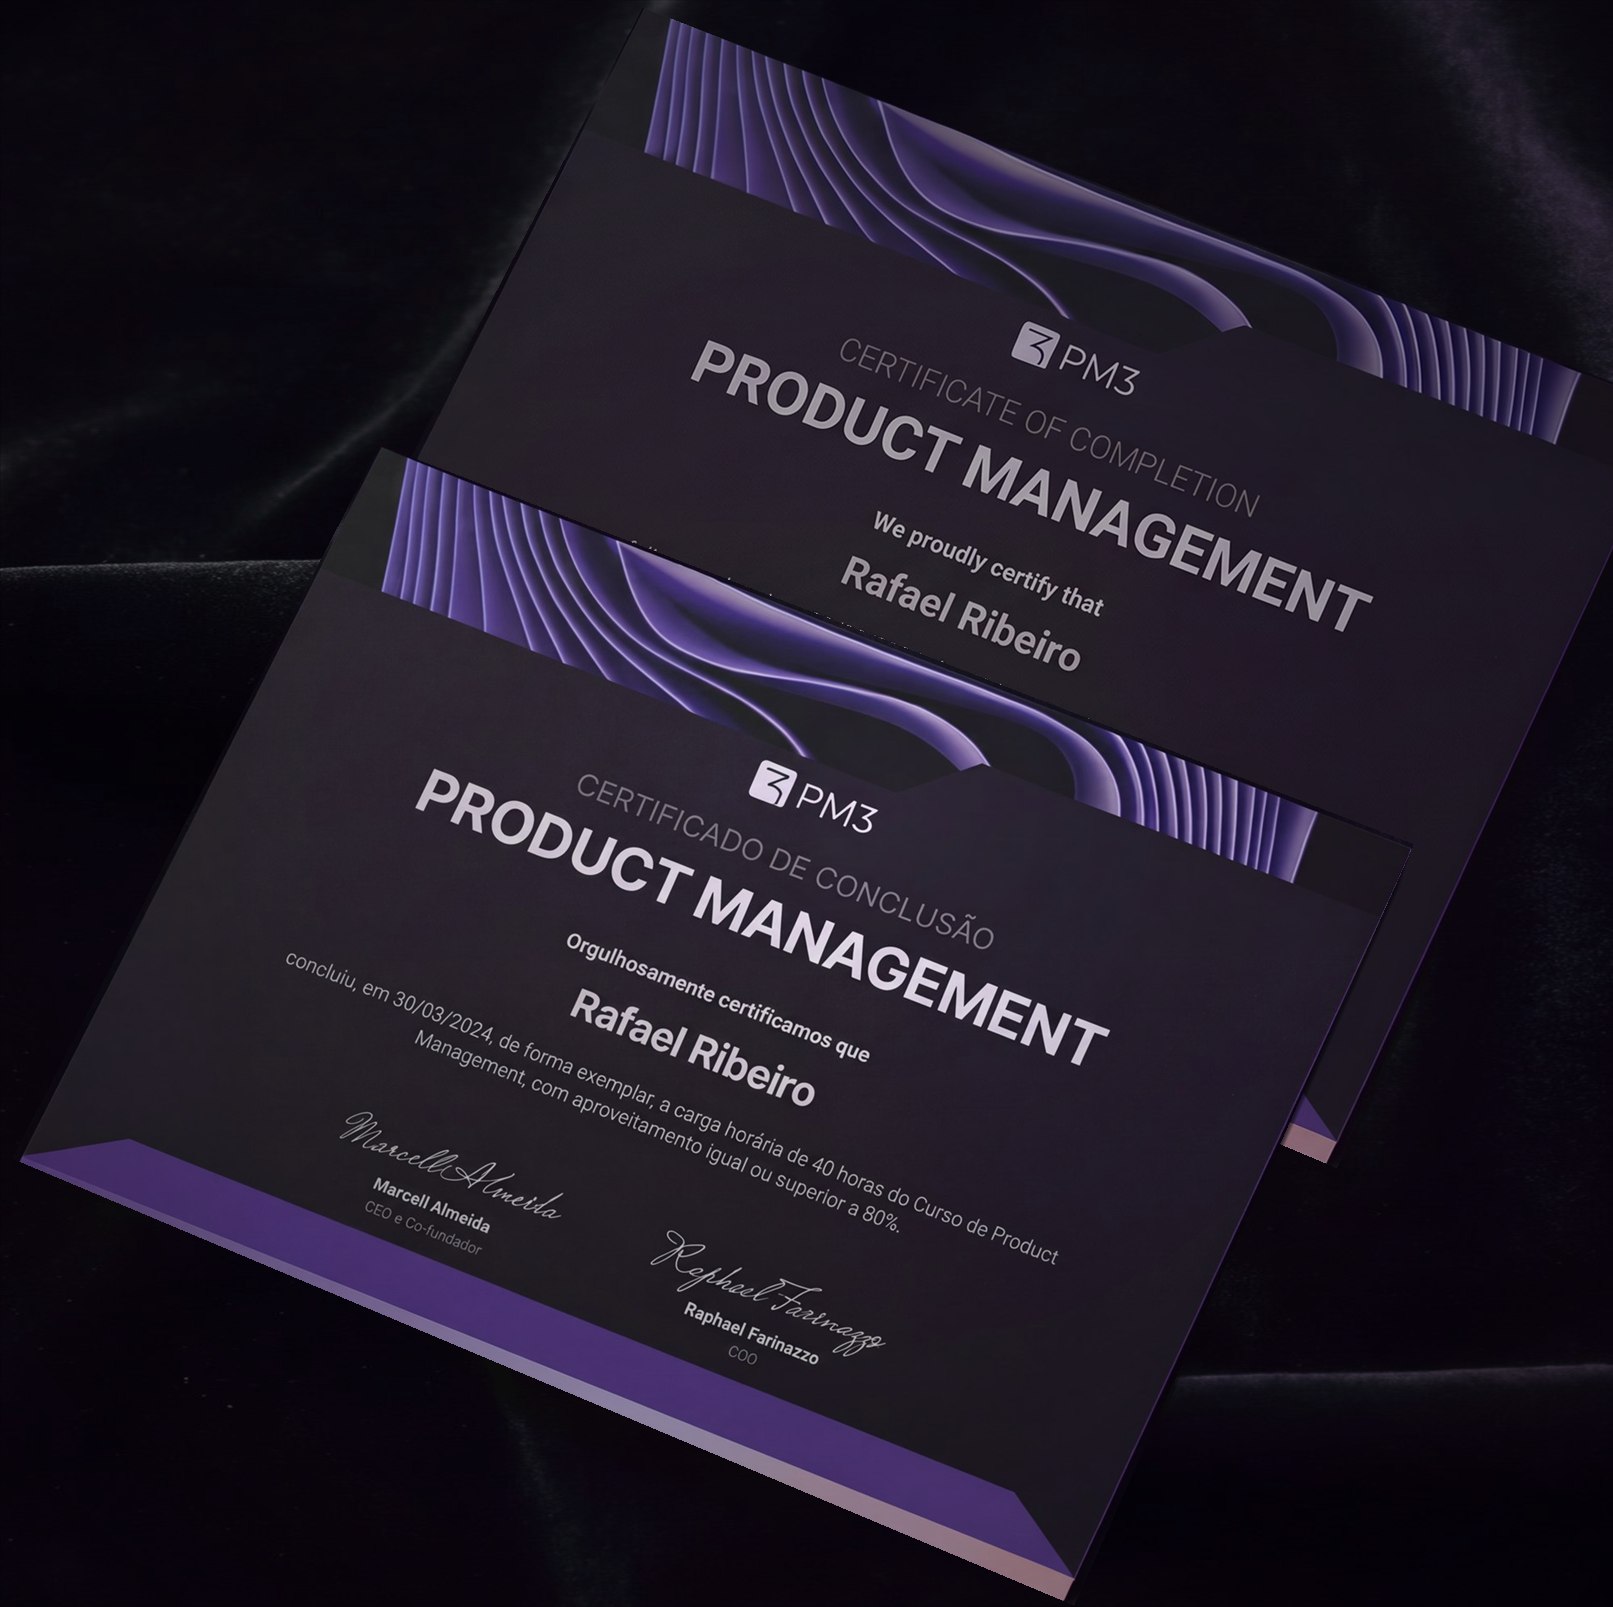 PM3
CERTIFICATE OF COMPLETION
PRODUCT MANAGEMENT
We proudly certify that
Rafael Ribeiro
PM3
CERTIFICADO DE CONCLUSÃO
PRODUCT MANAGEMENT
Orgulhosamente certificamos que
Rafael Ribeiro
concluiu, em 30/03/2024, de forma exemplar, a carga horária de 40 horas do Curso de Product
Management, com aproveitamento igual ou superior a 80%.
Marcell Almeida
Marcell Almeida
CEO e Co-fundador
Raphael Farinazzo
Raphael Farinazzo
COO